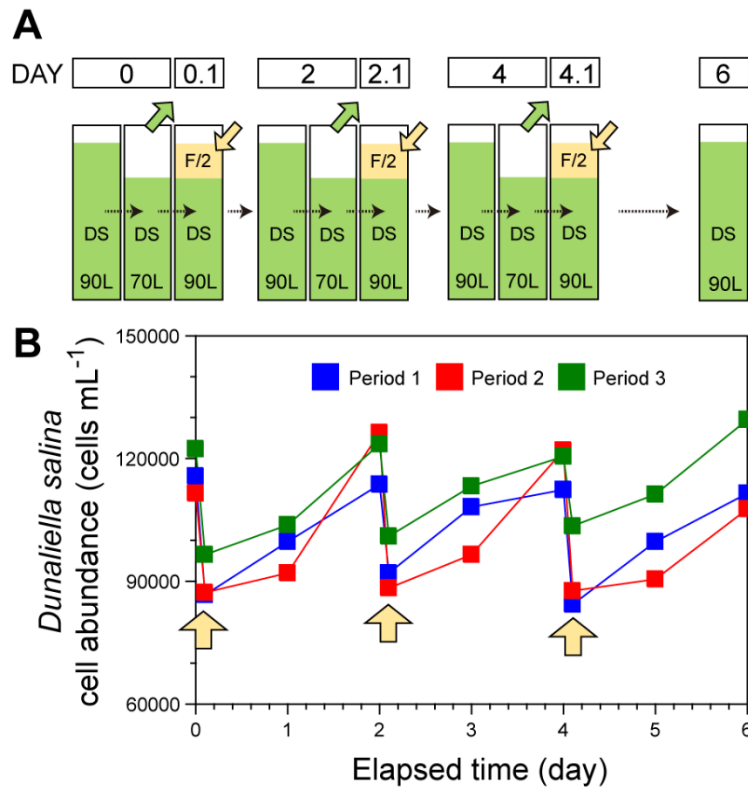 A
DAY 0 0.1 2 2.1 4 4.1 6
F/2 F/2 F/2
DS DS DS DS DS DS DS DS DS DS
90L 70L 90L 90L 70L 90L 90L 70L 90L 90L
B
Dunaliella salina
cell abundance (cells mL⁻¹)
150000
120000
90000
60000
Period 1 Period 2 Period 3
0 1 2 3 4 5 6
Elapsed time (day)